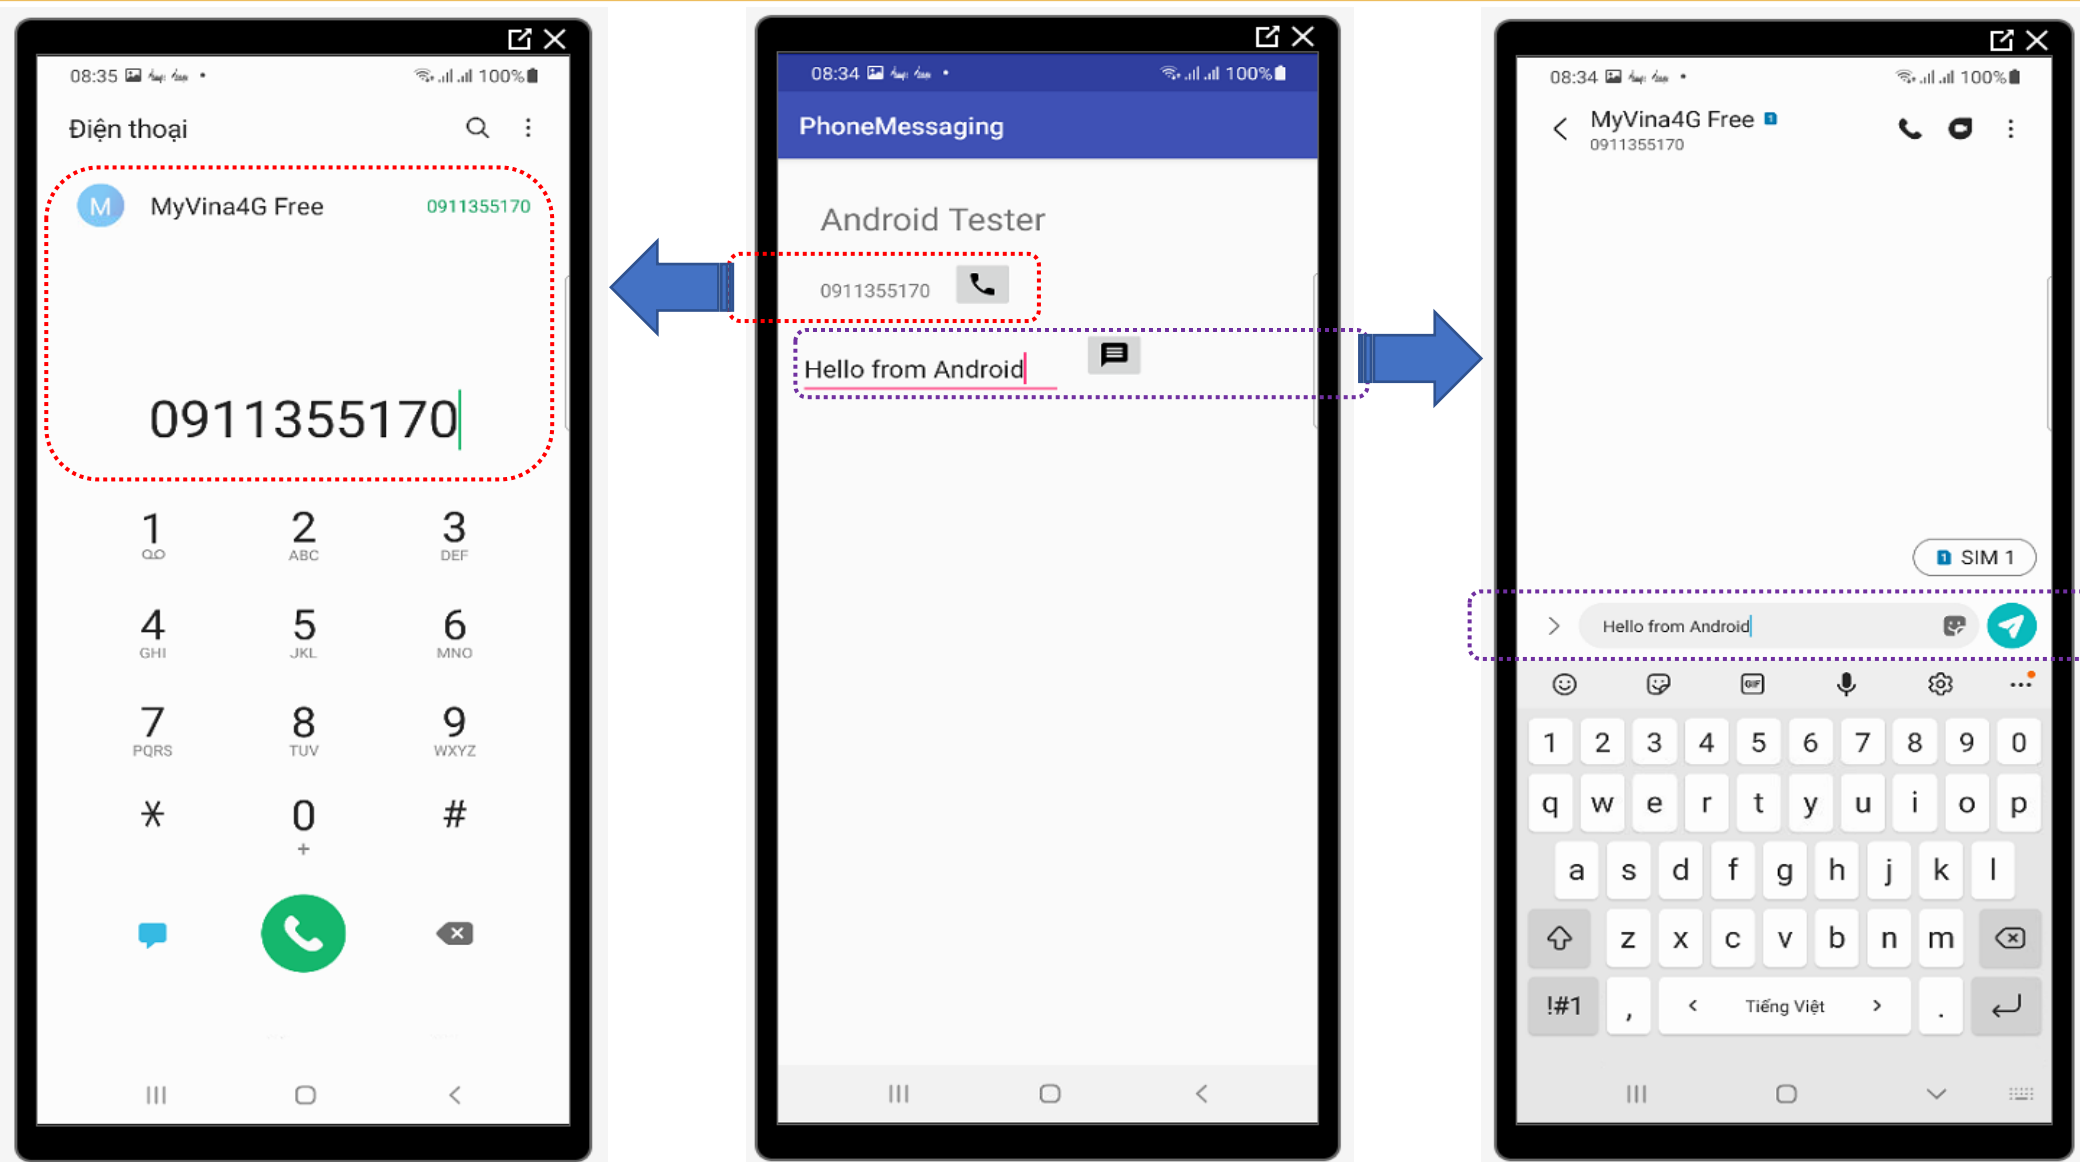 08:35
100%
Điện thoại
M
MyVina4G Free
0911355170
0911355170
1 2 3
ABC DEF
4 5 6
GHI JKL MNO
7 8 9
PQRS TUV WXYZ
* 0 #
+
08:34
100%
PhoneMessaging
Android Tester
0911355170
Hello from Android
08:34
100%
MyVina4G Free 1
0911355170
1 SIM 1
Hello from Android
GIF
1 2 3 4 5 6 7 8 9 0
q w e r t y u i o p
a s d f g h j k l
z x c v b n m
!#1 , < Tiếng Việt > .